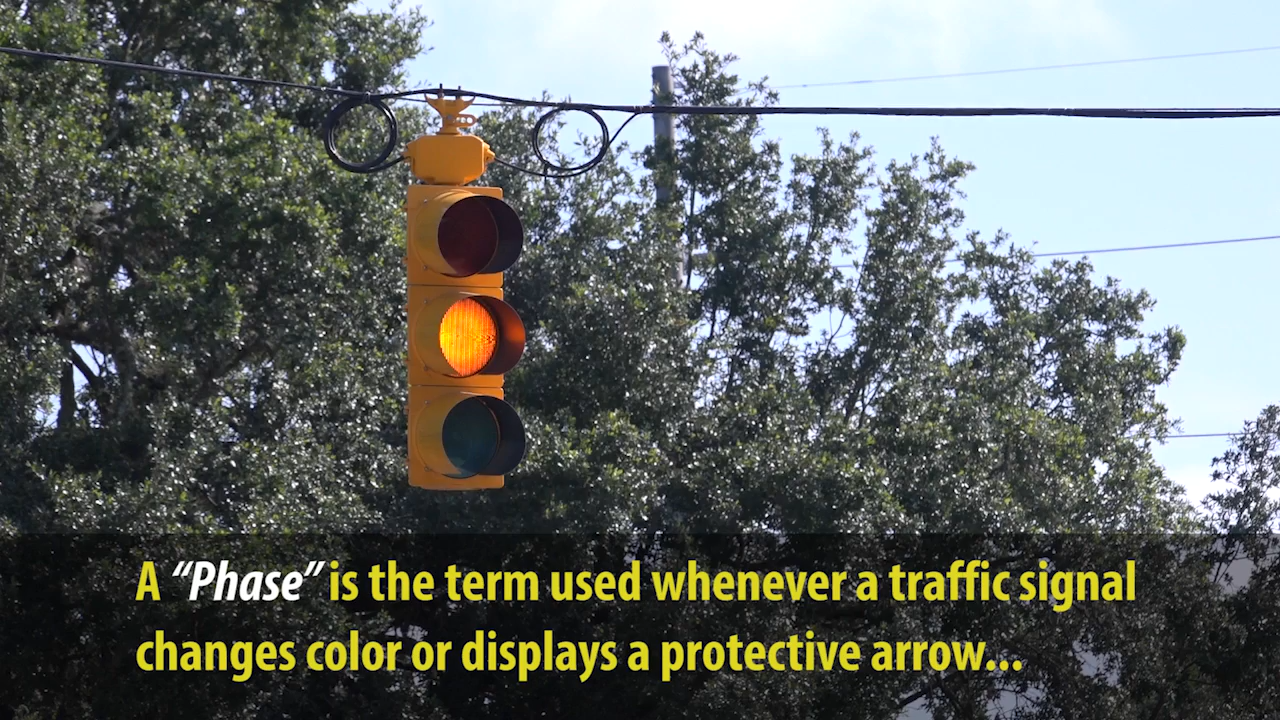 A “Phase” is the term used whenever a traffic signal
changes color or displays a protective arrow...